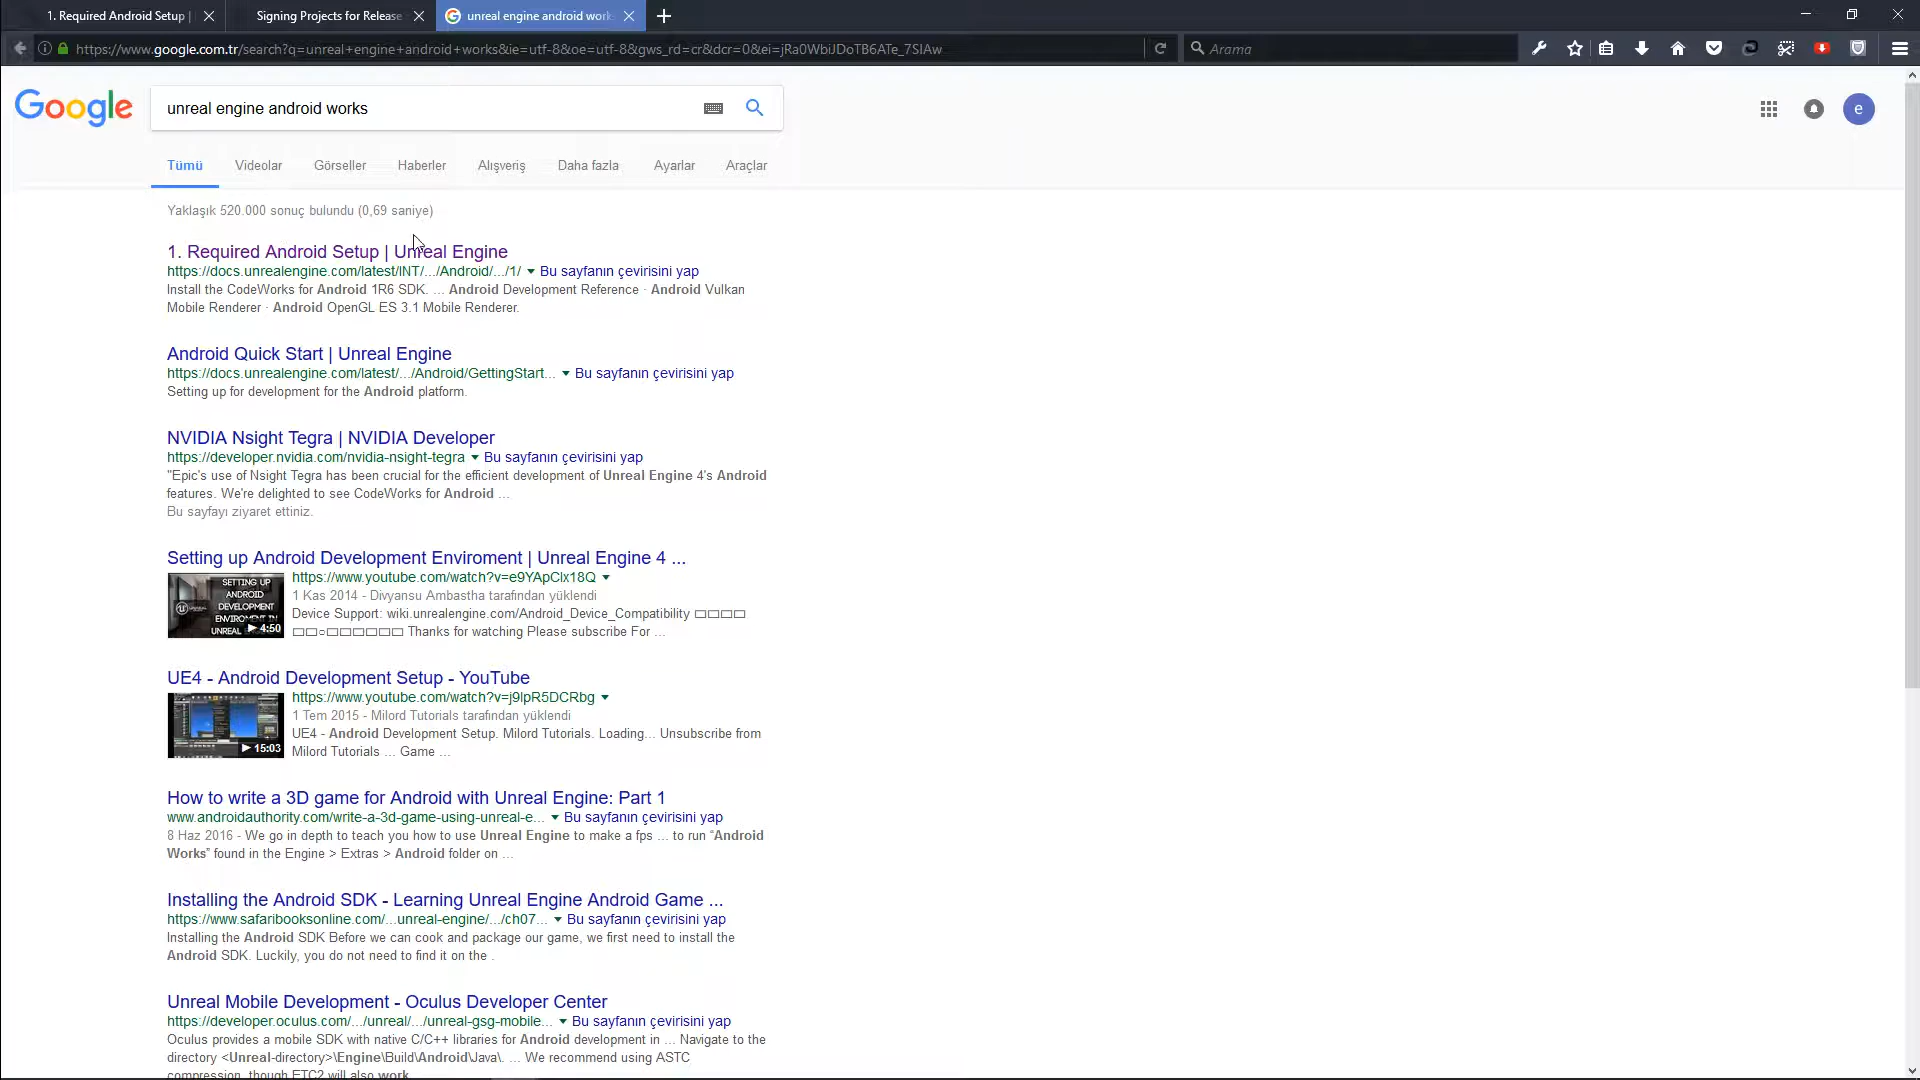 1. Required Android Setup |
Signing Projects for Release
unreal engine android work
https://www.google.com.tr/search?q=unreal+engine+android+works&ie=utf-8&oe=utf-8&gws_rd=cr&dcr=0&ei=jRa0WbiJDoTB6ATe_7SIAw
Arama
Google
unreal engine android works
e
Tümü Videolar Görseller Haberler Alışveriş Daha fazla Ayarlar Araçlar
Yaklaşık 520.000 sonuç bulundu (0,69 saniye)
1. Required Android Setup | Unreal Engine
https://docs.unrealengine.com/latest/INT/.../Android/.../1/ Bu sayfanın çevirisini yap
Install the CodeWorks for Android 1R6 SDK. ... Android Development Reference · Android Vulkan
Mobile Renderer · Android OpenGL ES 3.1 Mobile Renderer.
Android Quick Start | Unreal Engine
https://docs.unrealengine.com/latest/.../Android/GettingStart... Bu sayfanın çevirisini yap
Setting up for development for the Android platform.
NVIDIA Nsight Tegra | NVIDIA Developer
https://developer.nvidia.com/nvidia-nsight-tegra Bu sayfanın çevirisini yap
"Epic's use of Nsight Tegra has been crucial for the efficient development of Unreal Engine 4's Android
features. We're delighted to see CodeWorks for Android ...
Bu sayfayı ziyaret ettiniz.
Setting up Android Development Enviroment | Unreal Engine 4 ...
SETTING UP
ANDROID
DEVELOPMENT
ENVIROMENT IN
UNREAL
4:50
https://www.youtube.com/watch?v=e9YApClx18Q
1 Kas 2014 - Divyansu Ambastha tarafından yüklendi
Device Support: wiki.unrealengine.com/Android_Device_Compatibility □□□□
□□○□□□□□□ Thanks for watching Please subscribe For ...
UE4 - Android Development Setup - YouTube
15:03
https://www.youtube.com/watch?v=j9lpR5DCRbg
1 Tem 2015 - Milord Tutorials tarafından yüklendi
UE4 - Android Development Setup. Milord Tutorials. Loading... Unsubscribe from
Milord Tutorials ... Game ...
How to write a 3D game for Android with Unreal Engine: Part 1
www.androidauthority.com/write-a-3d-game-using-unreal-e... Bu sayfanın çevirisini yap
8 Haz 2016 - We go in depth to teach you how to use Unreal Engine to make a fps ... to run “Android
Works” found in the Engine > Extras > Android folder on ...
Installing the Android SDK - Learning Unreal Engine Android Game ...
https://www.safaribooksonline.com/...unreal-engine/.../ch07... Bu sayfanın çevirisini yap
Installing the Android SDK Before we can cook and package our game, we first need to install the
Android SDK. Luckily, you do not need to find it on the .
Unreal Mobile Development - Oculus Developer Center
https://developer.oculus.com/.../unreal/.../unreal-gsg-mobile... Bu sayfanın çevirisini yap
Oculus provides a mobile SDK with native C/C++ libraries for Android development in ... Navigate to the
directory <Unreal-directory>\Engine\Build\Android\Java\. ... We recommend using ASTC
compression, though ETC2 will also work.